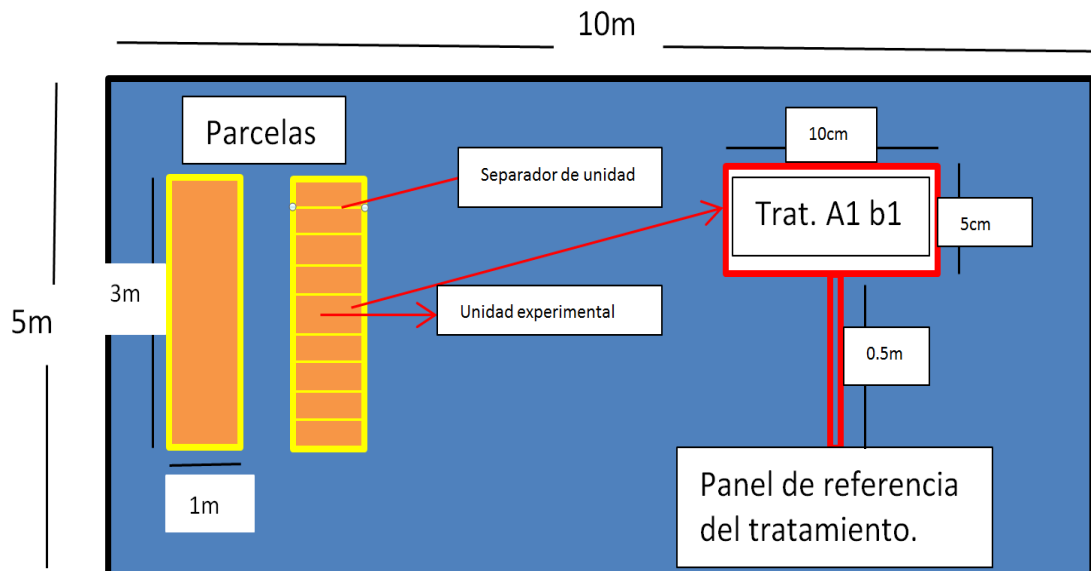 10m
Parcelas
10cm
Separador de unidad
Trat. A1 b1
5cm
3m
5m
Unidad experimental
0.5m
1m
Panel de referencia
del tratamiento.